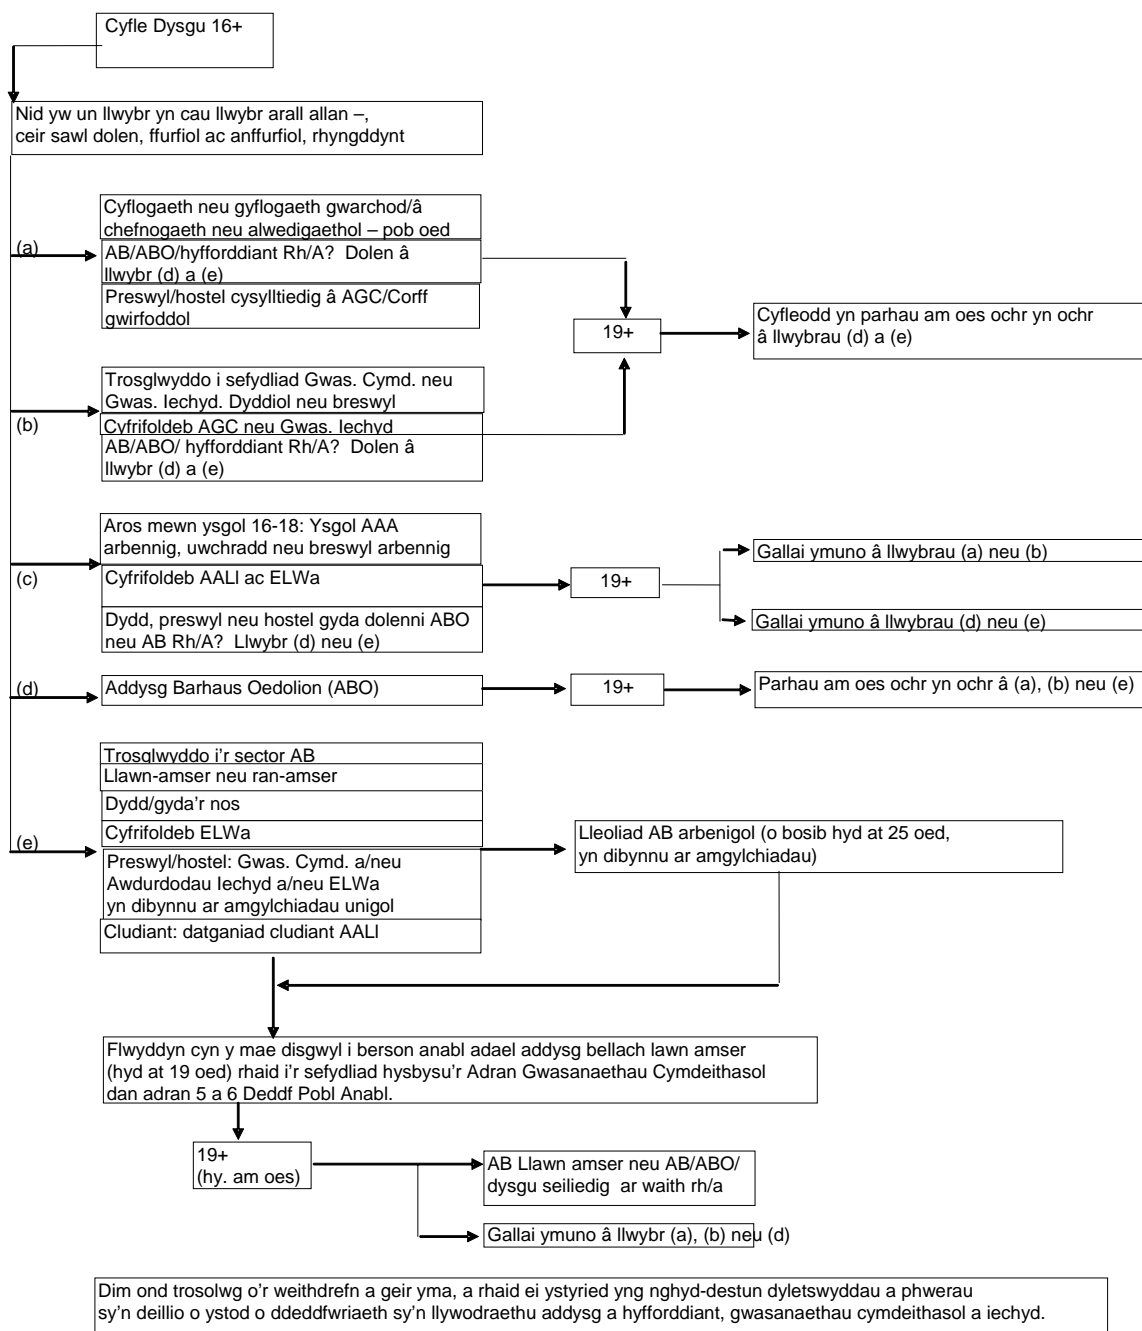 Cyfle Dysgu 16+
Nid yw un llwybr yn cau llwybr arall allan –,
ceir sawl dolen, ffurfiol ac anffurfiol, rhyngddynt
(a)
Cyflogaeth neu gyflogaeth gwarchod/â
chefnogaeth neu alwedigaethol – pob oed
AB/ABO/hyfforddiant Rh/A? Dolen â
llwybr (d) a (e)
Preswyl/hostel cysylltiedig â AGC/Corff
gwirfoddol
19+
Cyfleodd yn parhau am oes ochr yn ochr
â llwybrau (d) a (e)
(b)
Trosglwyddo i sefydliad Gwas. Cymd. neu
Gwas. Iechyd. Dyddiol neu breswyl
Cyfrifoldeb AGC neu Gwas. Iechyd
AB/ABO/ hyfforddiant Rh/A? Dolen â
llwybr (d) a (e)
(c)
Aros mewn ysgol 16-18: Ysgol AAA
arbennig, uwchradd neu breswyl arbennig
Cyfrifoldeb AALl ac ELWa
Dydd, preswyl neu hostel gyda dolenni ABO
neu AB Rh/A? Llwybr (d) neu (e)
19+
Gallai ymuno â llwybrau (a) neu (b)
Gallai ymuno â llwybrau (d) neu (e)
(d)
Addysg Barhaus Oedolion (ABO)
19+
Parhau am oes ochr yn ochr â (a), (b) neu (e)
(e)
Trosglwyddo i'r sector AB
Llawn-amser neu ran-amser
Dydd/gyda'r nos
Cyfrifoldeb ELWa
Preswyl/hostel: Gwas. Cymd. a/neu
Awdurdodau Iechyd a/neu ELWa
yn dibynnu ar amgylchiadau unigol
Cludiant: datganiad cludiant AALl
Lleoliad AB arbenigol (o bosib hyd at 25 oed,
yn dibynnu ar amgylchiadau)
Flwyddyn cyn y mae disgwyl i berson anabl adael addysg bellach lawn amser
(hyd at 19 oed) rhaid i'r sefydliad hysbysu'r Adran Gwasanaethau Cymdeithasol
dan adran 5 a 6 Deddf Pobl Anabl.
19+
(hy. am oes)
AB Llawn amser neu AB/ABO/
dysgu seiliedig ar waith rh/a
Gallai ymuno â llwybr (a), (b) neu (d)
Dim ond trosolwg o'r weithdrefn a geir yma, a rhaid ei ystyried yng nghyd-destun dyletswyddau a phwerau
sy'n deillio o ystod o ddeddfwriaeth sy'n llywodraethu addysg a hyfforddiant, gwasanaethau cymdeithasol a iechyd.